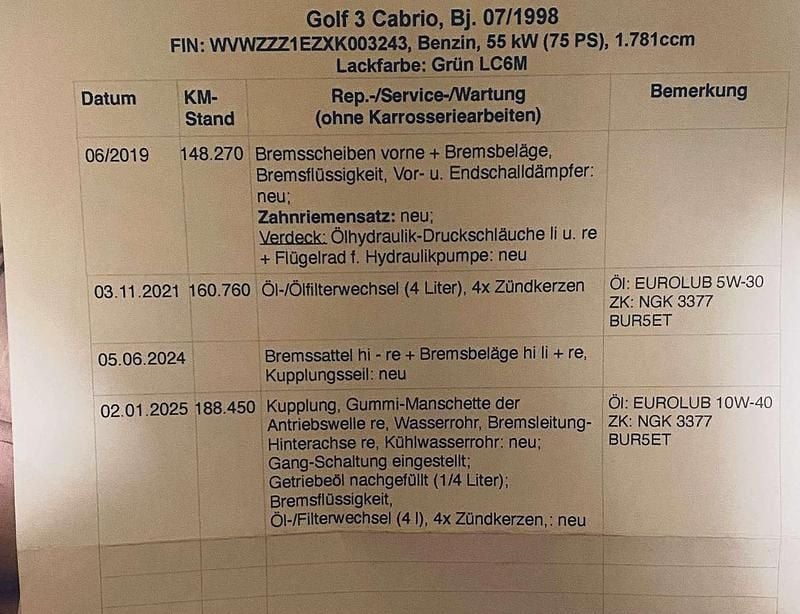 Golf 3 Cabrio, Bj. 07/1998
FIN: WVWZZZ1EZXK003243, Benzin, 55 kW (75 PS), 1.781ccm
Lackfarbe: Grün LC6M
Datum
KM-
Stand
Rep.-/Service-/Wartung
(ohne Karrosseriearbeiten)
Bemerkung
06/2019
148.270
Bremsscheiben vorne + Bremsbeläge,
Bremsflüssigkeit, Vor- u. Endschalldämpfer:
neu;
Zahnriemensatz: neu;
Verdeck: Ölhydraulik-Druckschläuche li u. re
+ Flügelrad f. Hydraulikpumpe: neu
03.11.2021
160.760
Öl-/Ölfilterwechsel (4 Liter), 4x Zündkerzen
Öl: EUROLUB 5W-30
ZK: NGK 3377
BUR5ET
05.06.2024
Bremssattel hi - re + Bremsbeläge hi li + re,
Kupplungsseil: neu
02.01.2025
188.450
Kupplung, Gummi-Manschette der
Antriebswelle re, Wasserrohr, Bremsleitung-
Hinterachse re, Kühlwasserrohr: neu;
Gang-Schaltung eingestellt;
Getriebeöl nachgefüllt (1/4 Liter);
Bremsflüssigkeit,
Öl-/Filterwechsel (4 l), 4x Zündkerzen,: neu
Öl: EUROLUB 10W-40
ZK: NGK 3377
BUR5ET